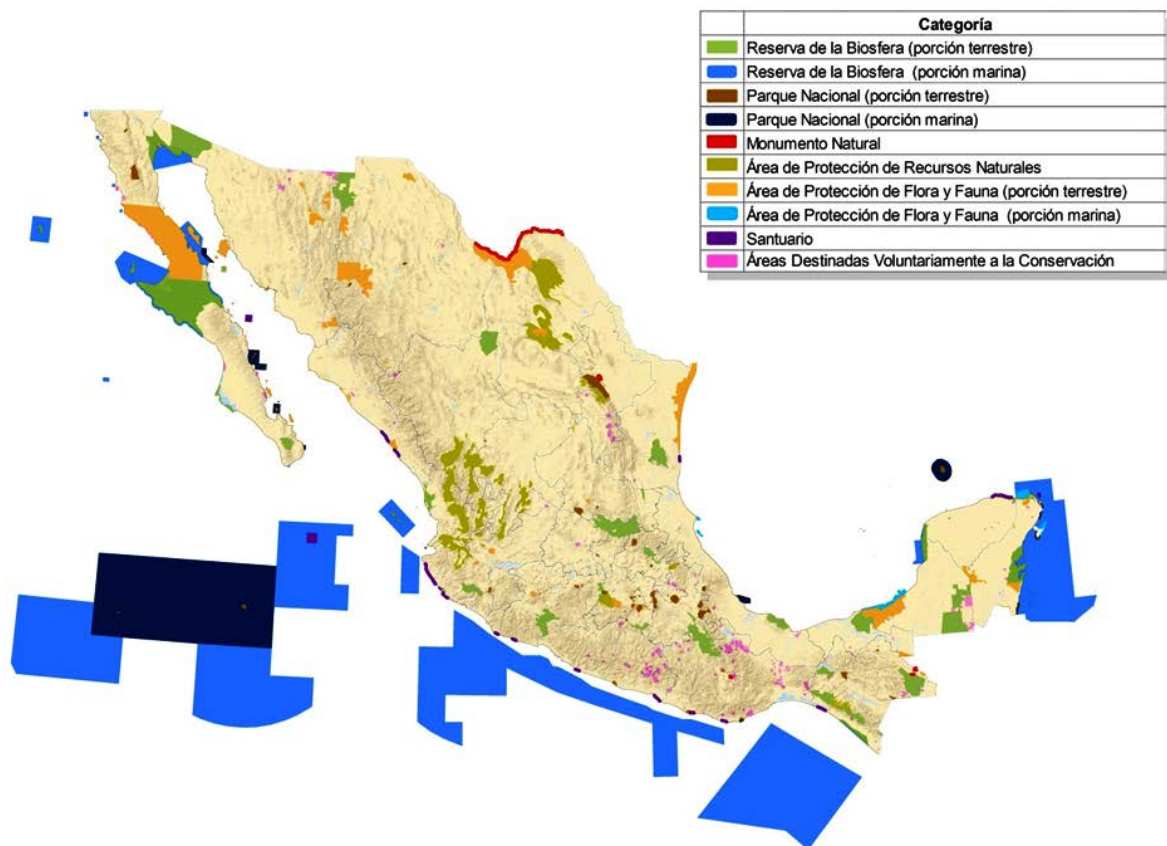 Categoría
Reserva de la Biosfera (porción terrestre)
Reserva de la Biosfera (porción marina)
Parque Nacional (porción terrestre)
Parque Nacional (porción marina)
Monumento Natural
Área de Protección de Recursos Naturales
Área de Protección de Flora y Fauna (porción terrestre)
Área de Protección de Flora y Fauna (porción marina)
Santuario
Áreas Destinadas Voluntariamente a la Conservación